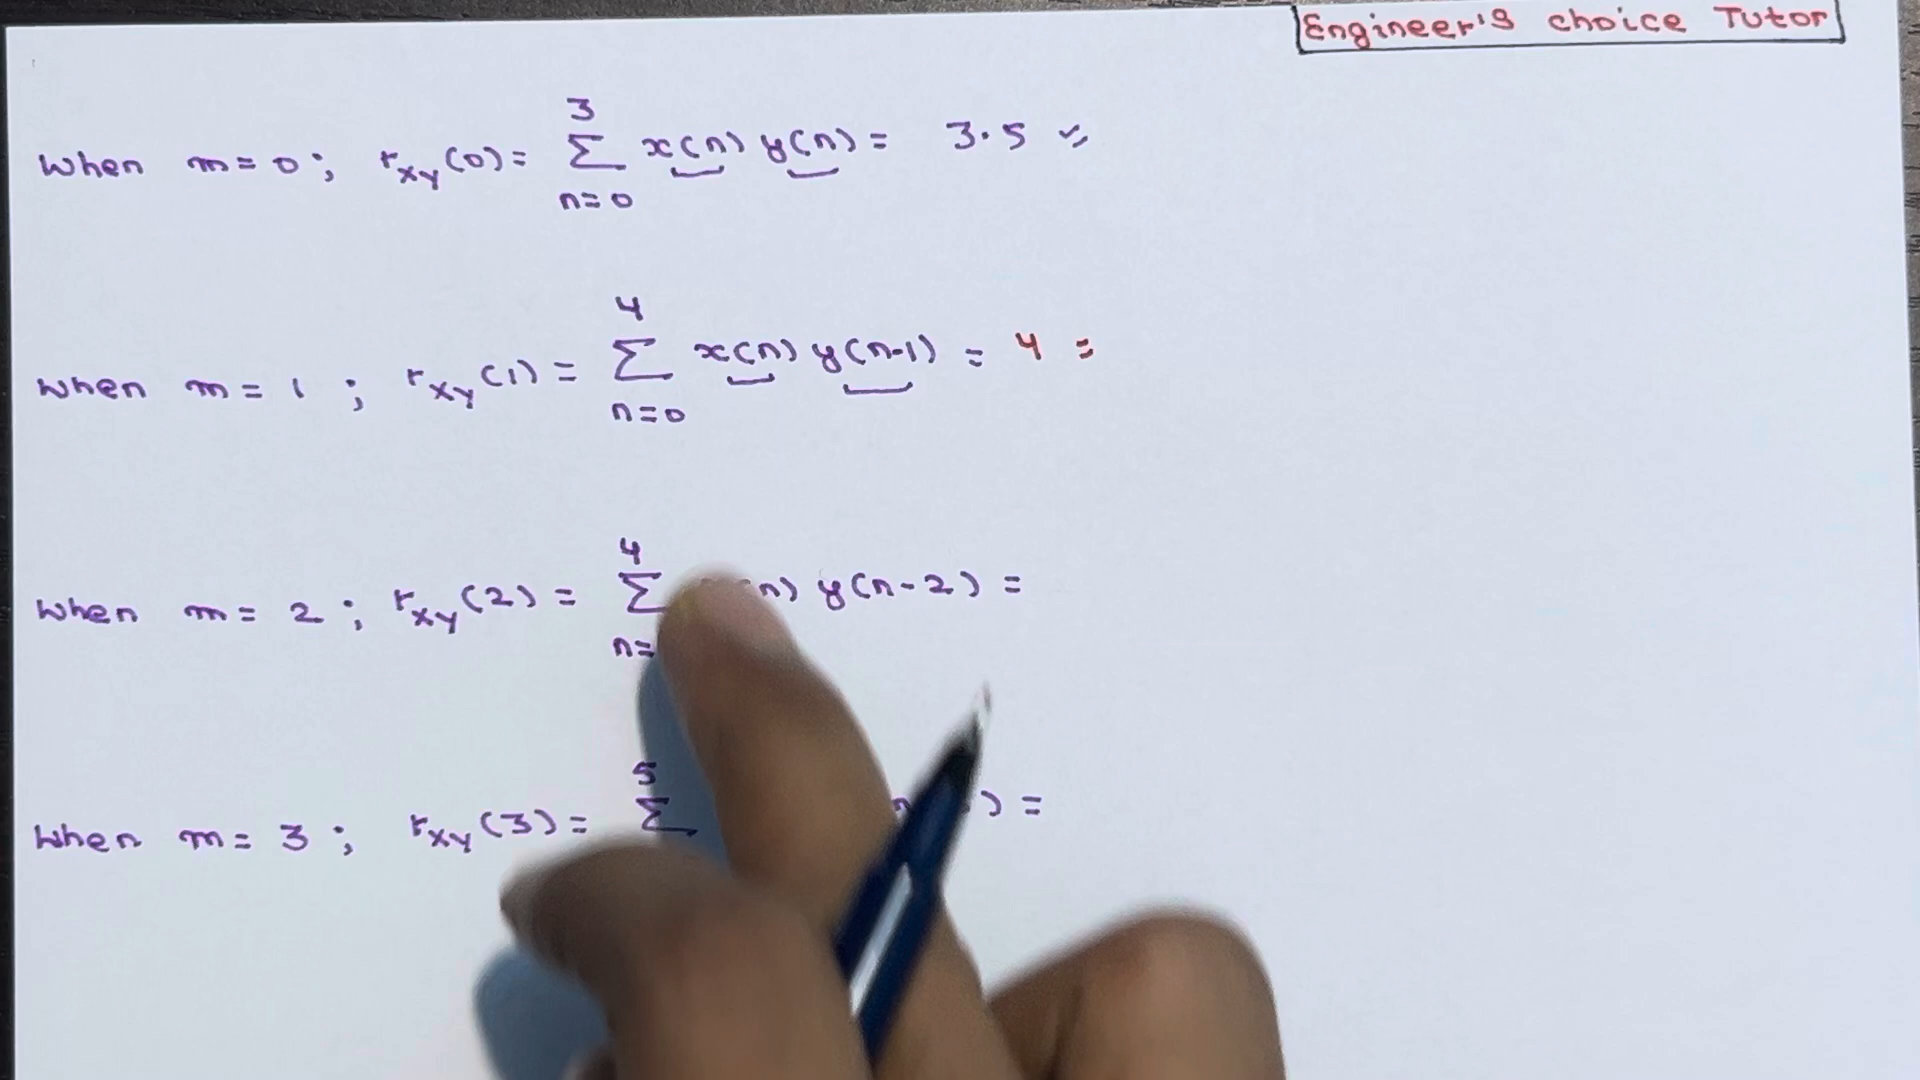 Engineer's choice Tutor
3
When m = 0 ; rxy(0) = Σ x(n) y(n) = 3.5
n=0
4
When m = 1 ; rxy(1) = Σ x(n) y(n-1) = 4 =
n=0
4
When m = 2 ; rxy(2) = Σ n) y(n-2) =
n=
5
When m = 3 ; rxy(3) = Σ ) =